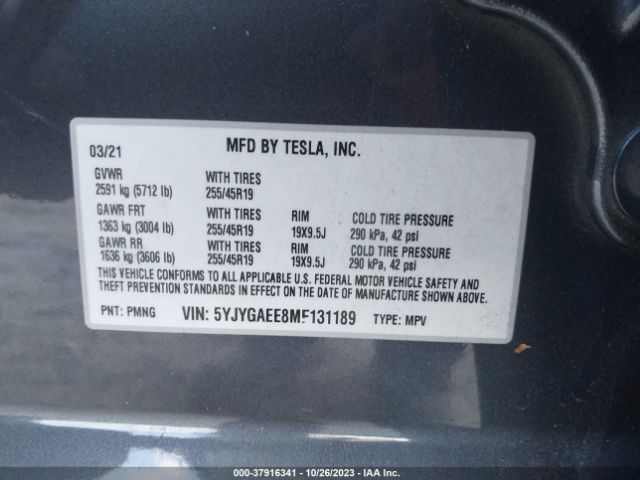 03/21 MFD BY TESLA, INC.
GVWR WITH TIRES
2591 kg (5712 lb) 255/45R19
GAWR FRT WITH TIRES RIM COLD TIRE PRESSURE
1363 kg (3004 lb) 255/45R19 19X9.5J 290 kPa, 42 psi
GAWR RR WITH TIRES RIM COLD TIRE PRESSURE
1636 kg (3606 lb) 255/45R19 19X9.5J 290 kPa, 42 psi
THIS VEHICLE CONFORMS TO ALL APPLICABLE U.S. FEDERAL MOTOR VEHICLE SAFETY AND
THEFT PREVENTION STANDARDS IN EFFECT ON THE DATE OF MANUFACTURE SHOWN ABOVE.
PNT: PMNG VIN: 5YJYGAEE8MF131189 TYPE: MPV
000-37916341 / 10/26/2023 - IAA Inc.